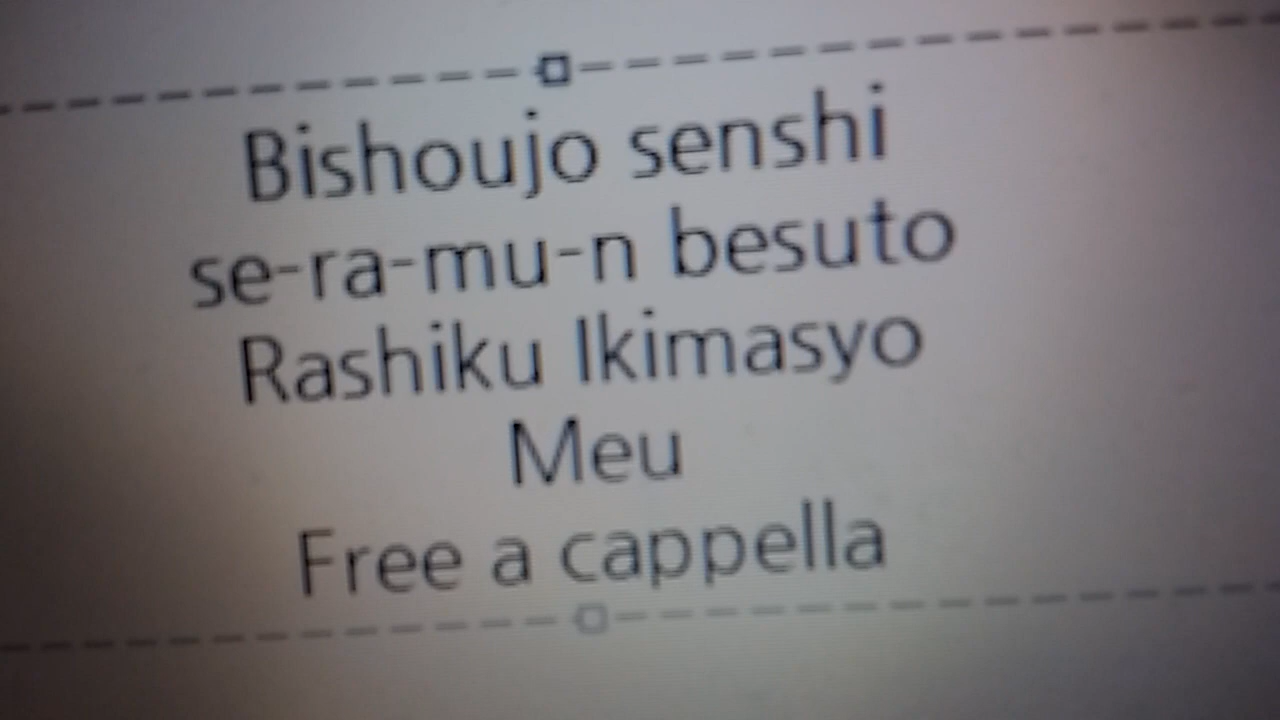 Bishoujo senshi
se-ra-mu-n besuto
Rashiku Ikimasyo
Meu
Free a cappella